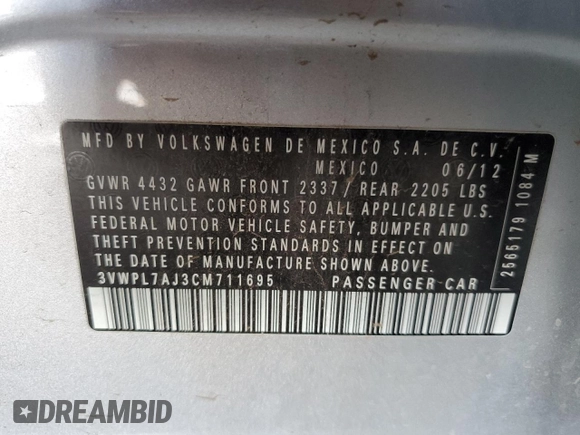 MFD BY VOLKSWAGEN DE MEXICO S.A. DE C.V.
MEXICO 06/12
GVWR 4432 GAWR FRONT 2337/ REAR 2205 LBS
THIS VEHICLE CONFORMS TO ALL APPLICABLE U.S.
FEDERAL MOTOR VEHICLE SAFETY, BUMPER AND
THEFT PREVENTION STANDARDS IN EFFECT ON
THE DATE OF MANUFACTURE SHOWN ABOVE.
3VWPL7AJ3CM711695 PASSENGER CAR
2565179 1084 M
DREAMBID